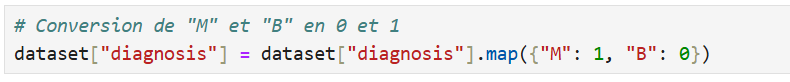 # Conversion de "M" et "B" en 0 et 1
dataset["diagnosis"] = dataset["diagnosis"].map({"M": 1, "B": 0})